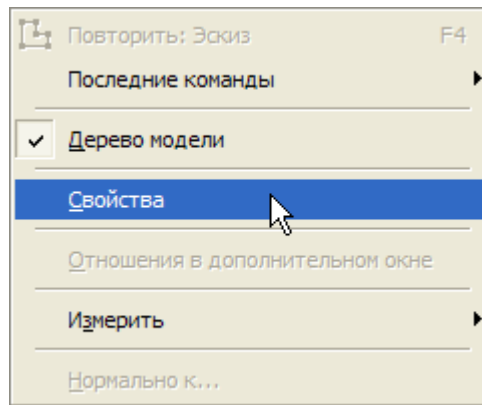 Повторить: Эскиз F4
Последние команды
Дерево модели
Свойства
Отношения в дополнительном окне
Измерить
Нормально к...